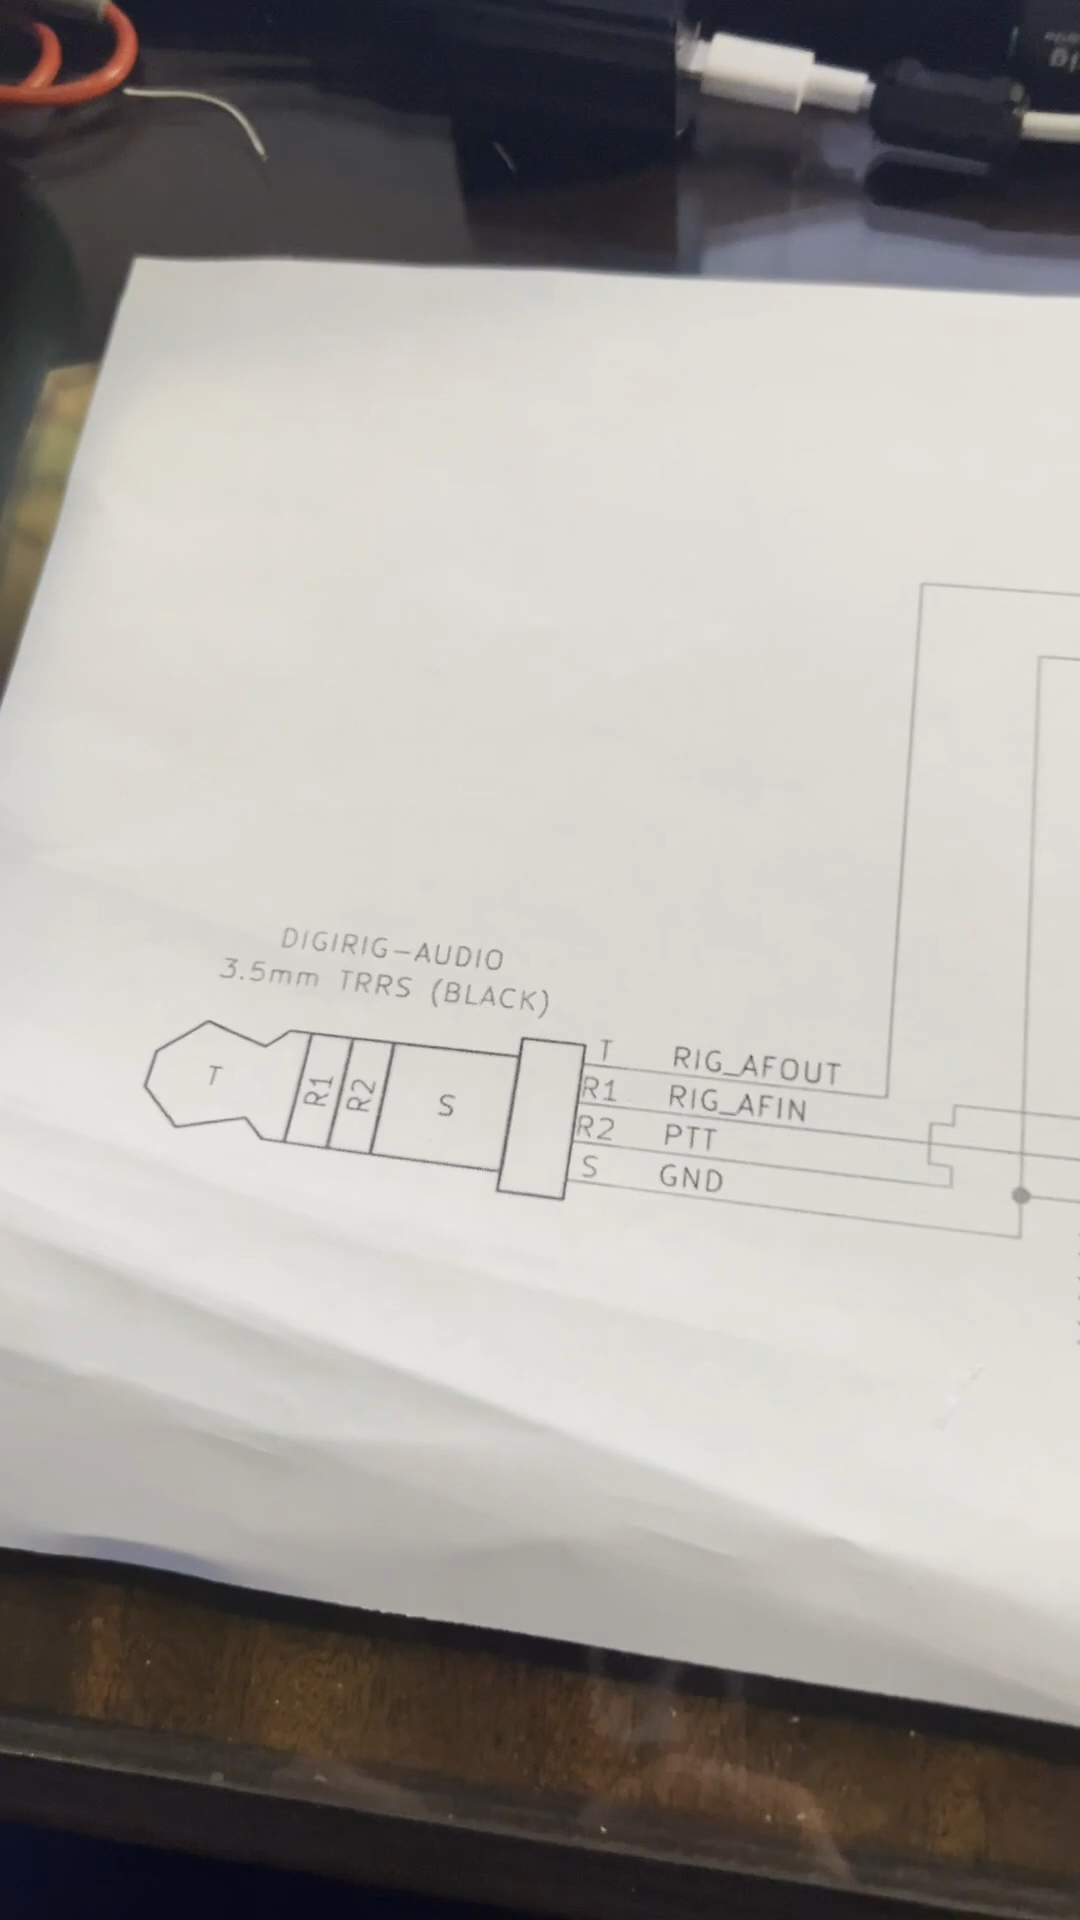 DIGIRIG-AUDIO
3.5mm TRRS (BLACK)
T R1 R2 S
T RIG_AFOUT
R1 RIG_AFIN
R2 PTT
S GND